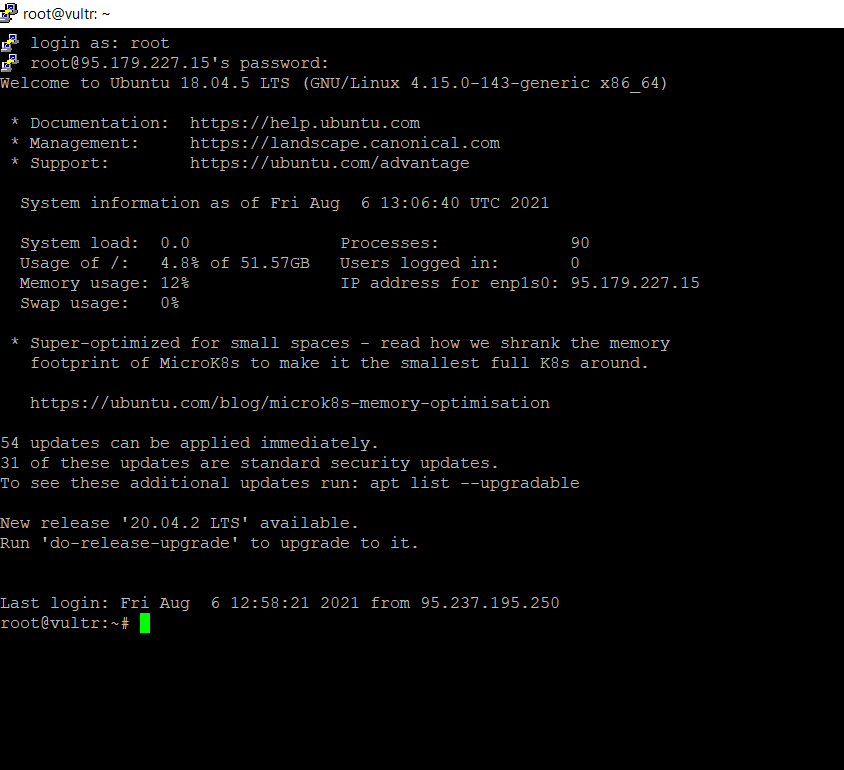 root@vultr: ~
login as: root
root@95.179.227.15's password:
Welcome to Ubuntu 18.04.5 LTS (GNU/Linux 4.15.0-143-generic x86_64)
* Documentation:  https://help.ubuntu.com
* Management:     https://landscape.canonical.com
* Support:        https://ubuntu.com/advantage
System information as of Fri Aug  6 13:06:40 UTC 2021
System load:  0.0               Processes:             90
Usage of /:   4.8% of 51.57GB   Users logged in:       0
Memory usage: 12%               IP address for enp1s0: 95.179.227.15
Swap usage:   0%
* Super-optimized for small spaces - read how we shrank the memory
footprint of MicroK8s to make it the smallest full K8s around.
https://ubuntu.com/blog/microk8s-memory-optimisation
54 updates can be applied immediately.
31 of these updates are standard security updates.
To see these additional updates run: apt list --upgradable
New release '20.04.2 LTS' available.
Run 'do-release-upgrade' to upgrade to it.
Last login: Fri Aug  6 12:58:21 2021 from 95.237.195.250
root@vultr:~#